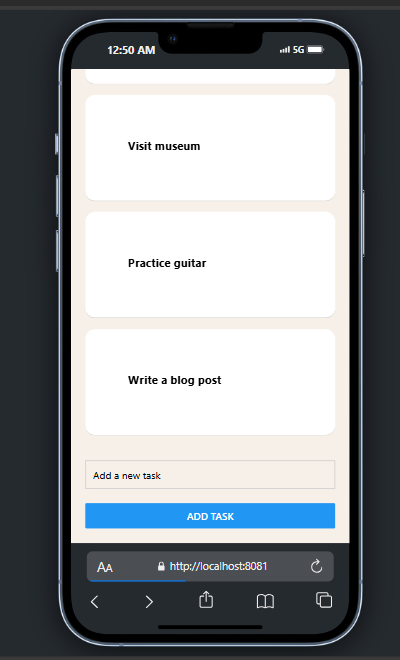 12:50 AM
5G
Visit museum
Practice guitar
Write a blog post
Add a new task
ADD TASK
AA
http://localhost:8081